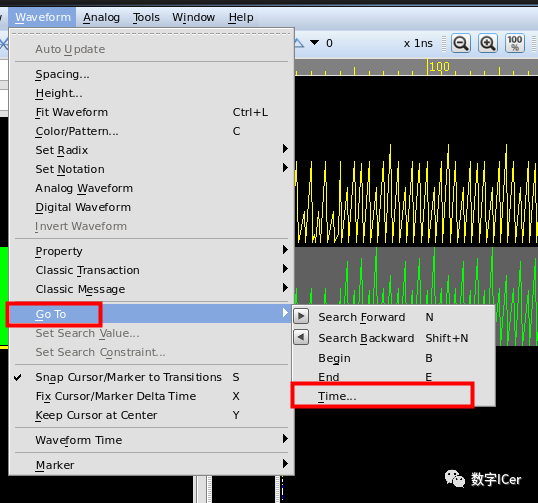 Waveform Analog Tools Window Help
0 x 1ns 100 %
100
Auto Update
Spacing...
Height...
Fit Waveform Ctrl+L
Color/Pattern... C
Set Radix
Set Notation
Analog Waveform
Digital Waveform
Invert Waveform
Property
Classic Transaction
Classic Message
Go To
Set Search Value...
Set Search Constraint...
Snap Cursor/Marker to Transitions S
Fix Cursor/Marker Delta Time X
Keep Cursor at Center Y
Waveform Time
Marker
Search Forward N
Search Backward Shift+N
Begin B
End E
Time...
数字ICer